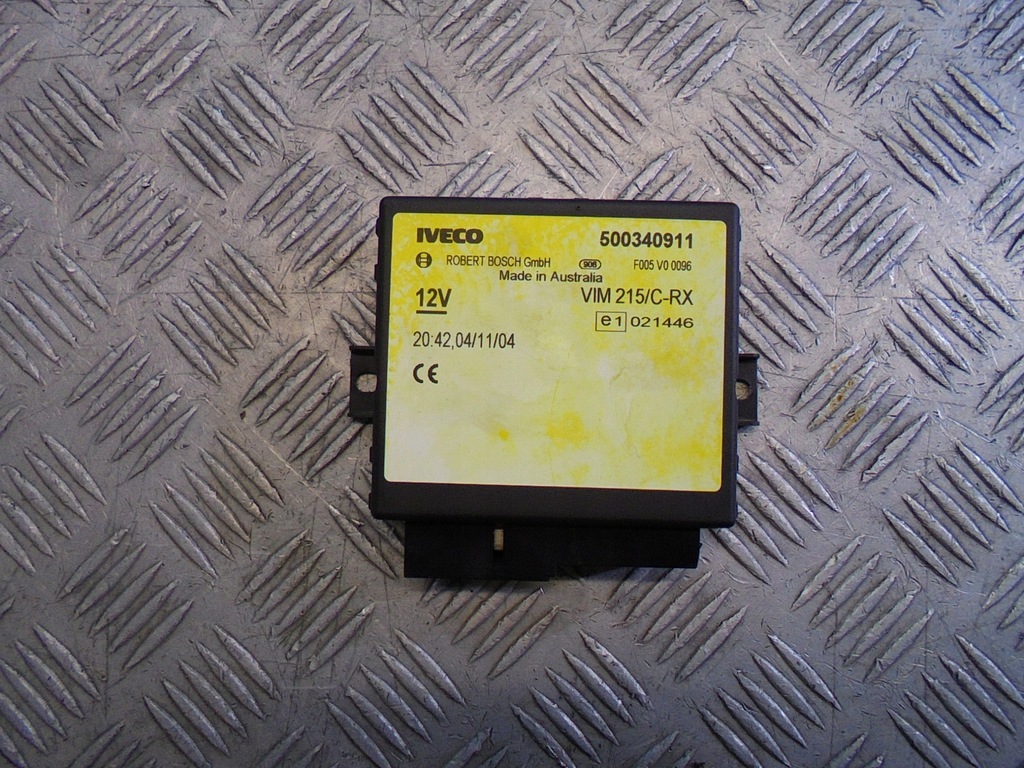 IVECO 500340911
ROBERT BOSCH GmbH 906 F005 V0 0096
Made in Australia
12V VIM 215/C-RX
e1 021446
20:42,04/11/04
CE